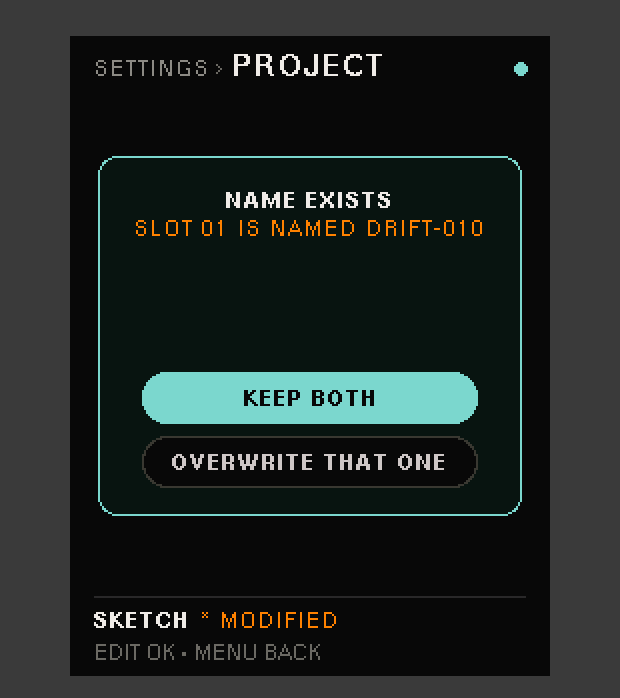 SETTINGS › PROJECT
NAME EXISTS
SLOT 01 IS NAMED DRIFT-010
KEEP BOTH
OVERWRITE THAT ONE
SKETCH * MODIFIED
EDIT OK · MENU BACK